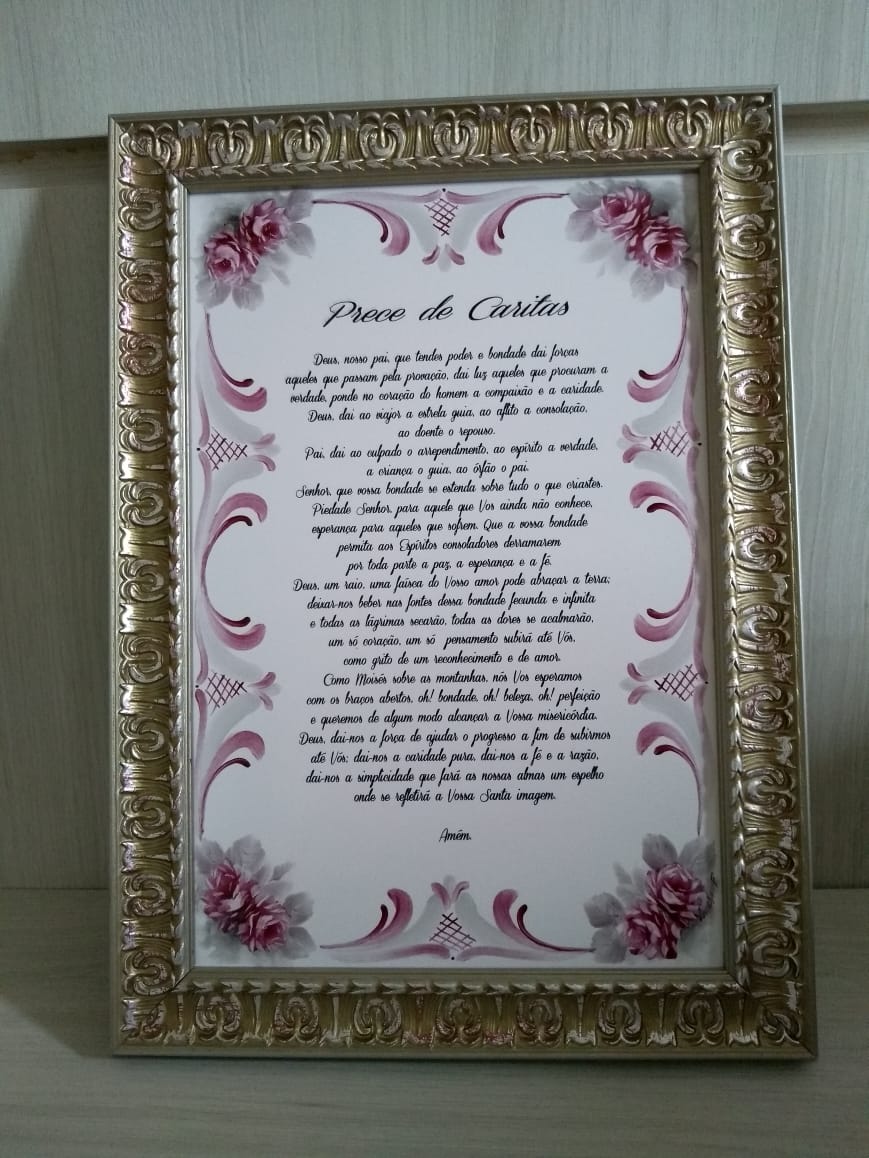 Prece de Caritas
Deus, nosso pai, que tendes poder e bondade dai forças
aqueles que passam pela provação, dai luz aqueles que procuram a
verdade, ponde no coração do homem a compaixão e a caridade.
Deus, dai ao viajor a estrela guia, ao aflito a consolação,
ao doente o repouso.
Pai, dai ao culpado o arrependimento, ao espírito a verdade,
a criança o guia, ao órfão o pai.
Senhor, que vossa bondade se estenda sobre tudo o que criastes.
Piedade Senhor, para aquele que Vos ainda não conhece,
esperança para aqueles que sofrem. Que a vossa bondade
permita aos Espíritos consoladores derramarem
por toda parte a paz, a esperança e a fé.
Deus, um raio, uma faísca do Vosso amor pode abraçar a terra;
deixar-nos beber nas fontes dessa bondade fecunda e infinita
e todas as lágrimas secarão, todas as dores se acalmarão,
um só coração, um só pensamento subirá até Vós,
como grito de um reconhecimento e de amor.
Como Moisés sobre as montanhas, nós Vos esperamos
com os braços abertos, oh! bondade, oh! beleza, oh! perfeição
e queremos de algum modo alcançar a Vossa misericórdia.
Deus, dai-nos a força de ajudar o progresso a fim de subirmos
até Vós; dai-nos a caridade pura, dai-nos a fé e a razão,
dai-nos a simplicidade que fará as nossas almas um espelho
onde se refletirá a Vossa Santa imagem.
Amém.